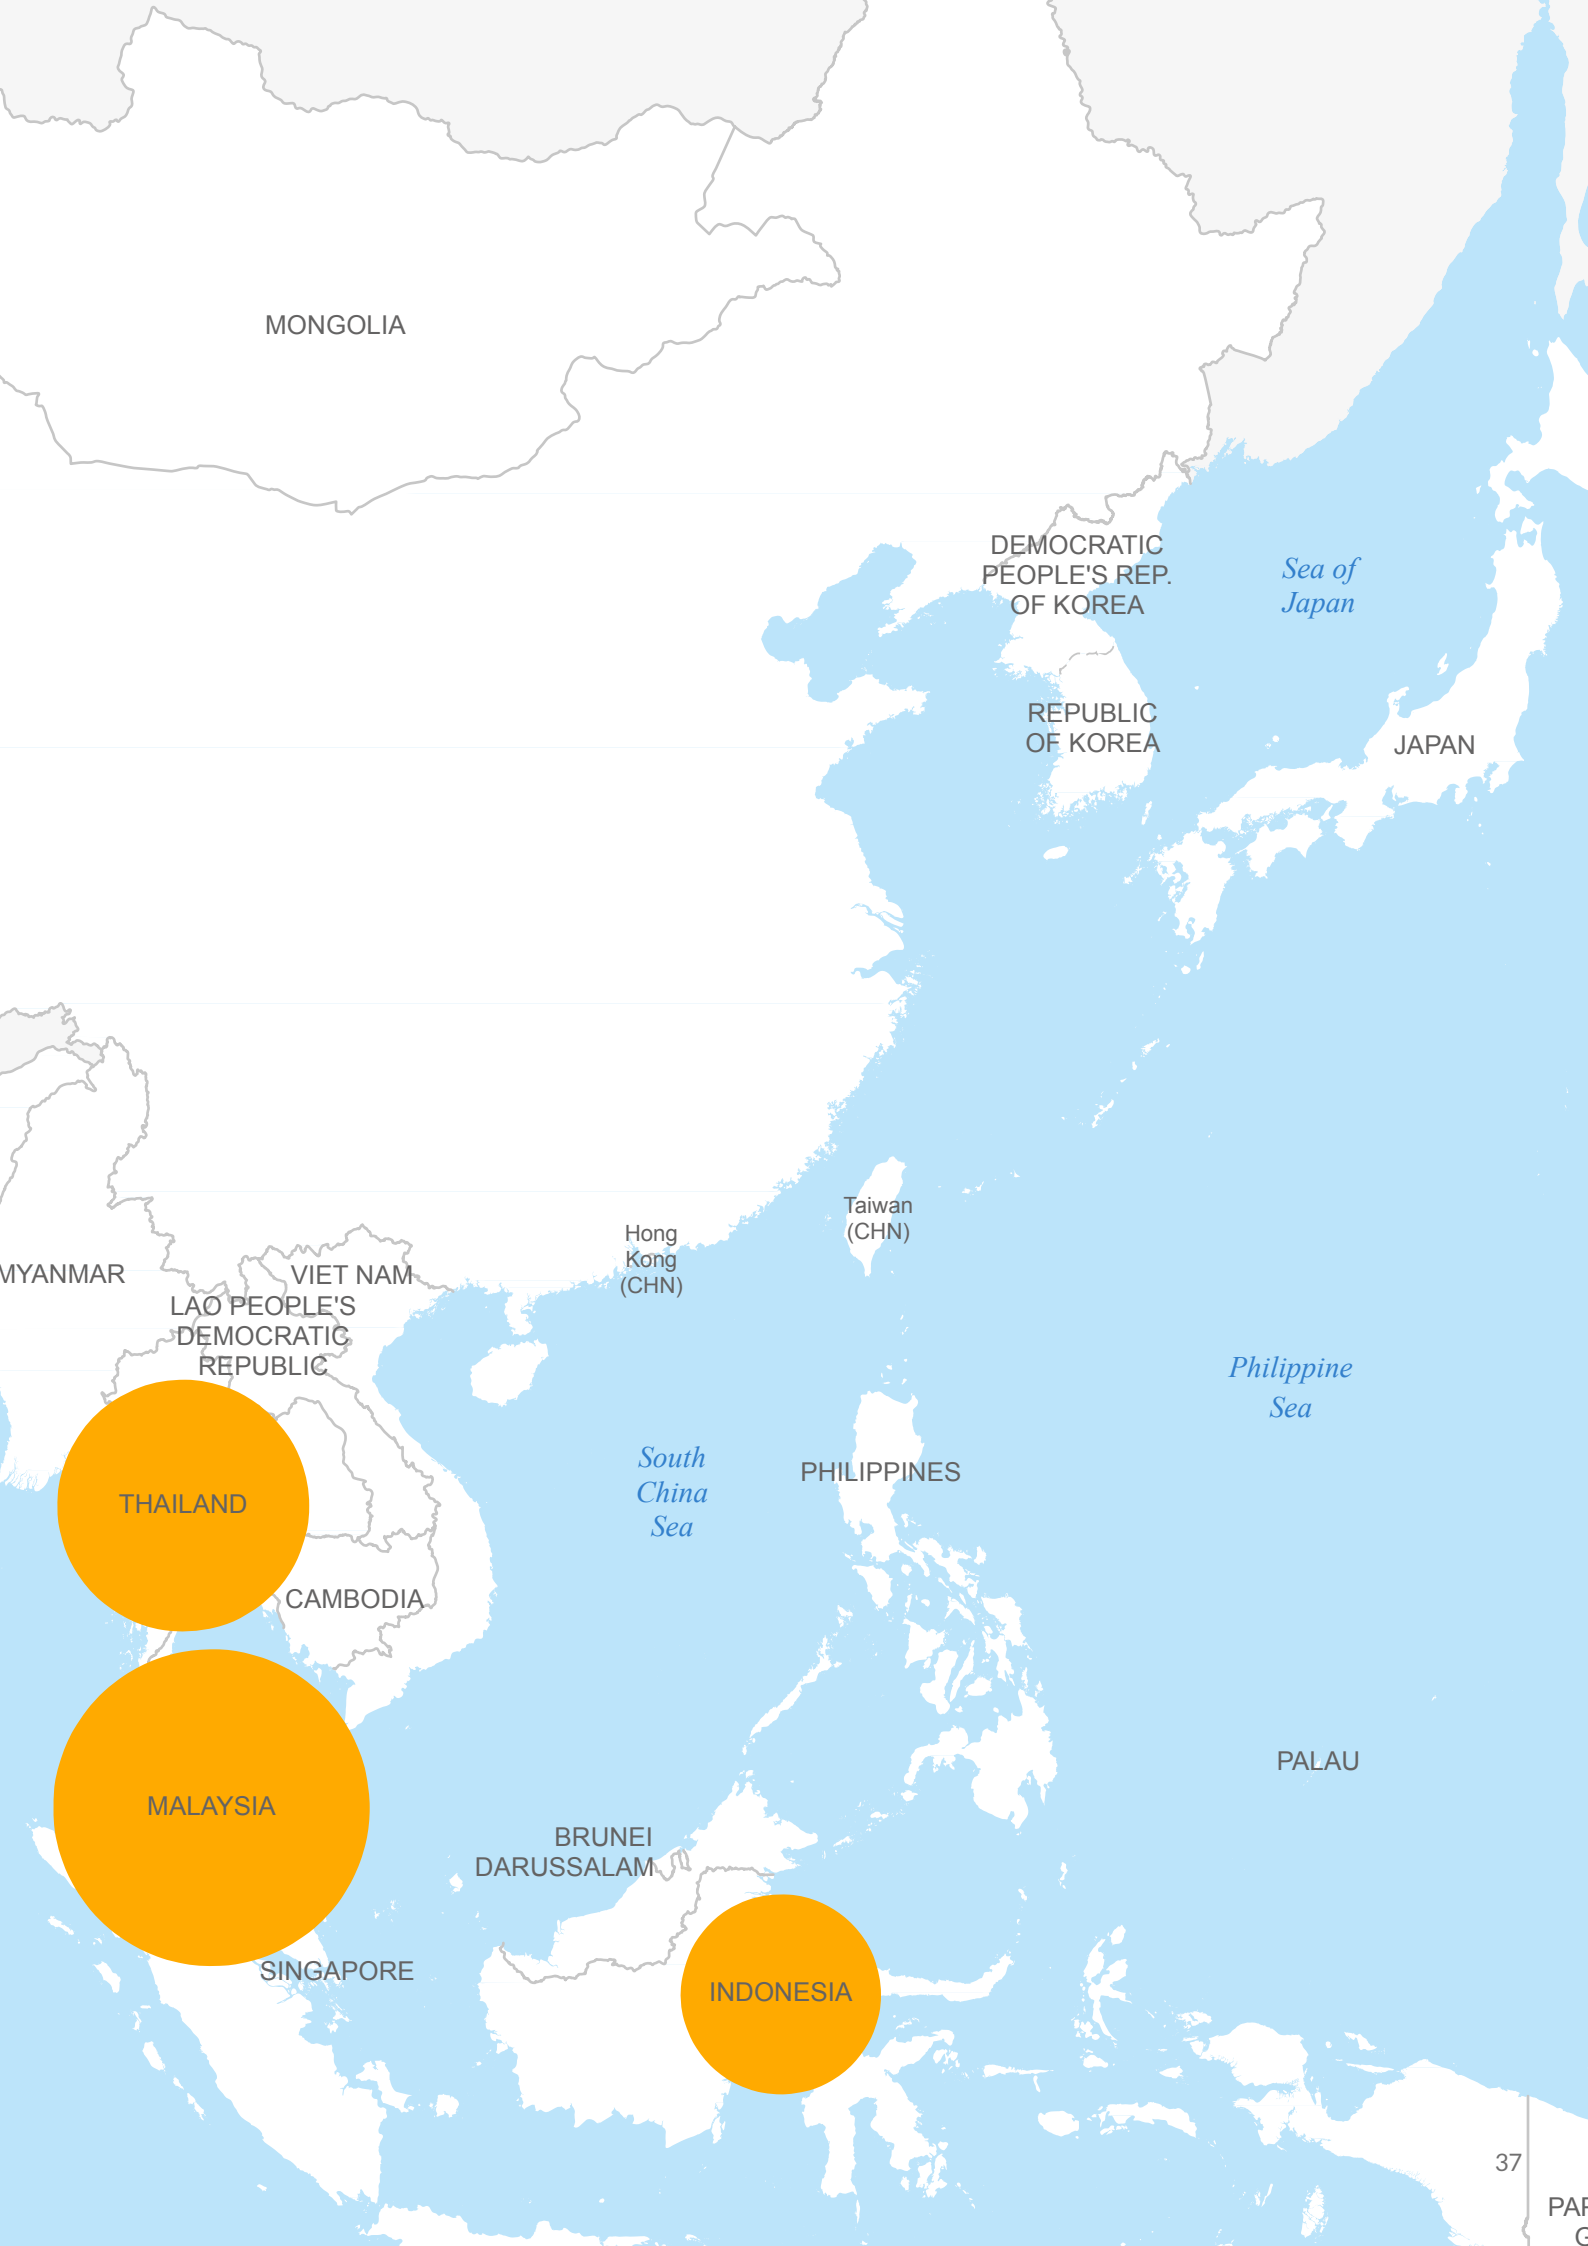 MONGOLIA
DEMOCRATIC
PEOPLE'S REP.
OF KOREA
Sea of
Japan
REPUBLIC
OF KOREA
JAPAN
Taiwan
(CHN)
Hong
Kong
(CHN)
MYANMAR
VIET NAM
LAO PEOPLE'S
DEMOCRATIC
REPUBLIC
Philippine
Sea
South
China
Sea
PHILIPPINES
THAILAND
CAMBODIA
PALAU
MALAYSIA
BRUNEI
DARUSSALAM
SINGAPORE
INDONESIA
37